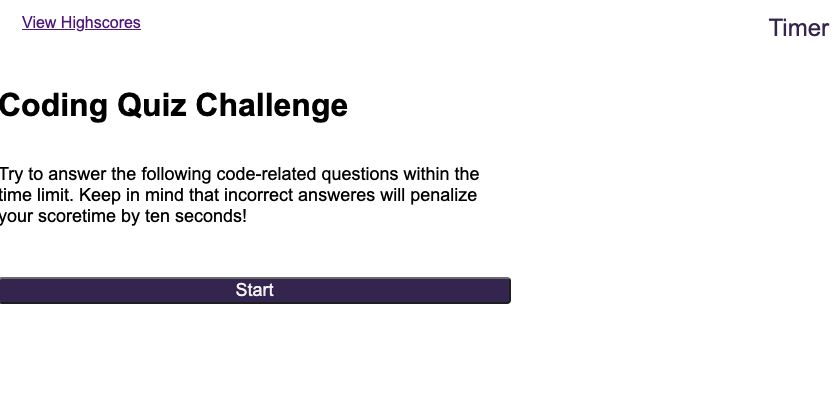 View Highscores
Timer
Coding Quiz Challenge
Try to answer the following code-related questions within the
time limit. Keep in mind that incorrect answeres will penalize
your scoretime by ten seconds!
Start